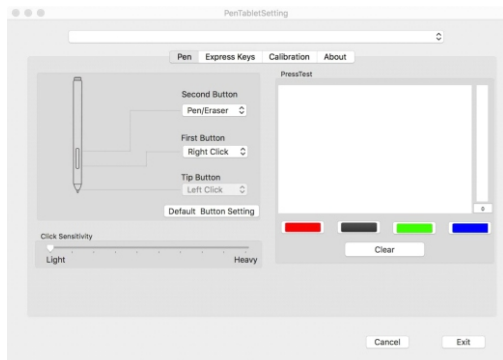 PenTabletSetting
Pen Express Keys Calibration About
PressTest
Second Button
Pen/Eraser
First Button
Right Click
Tip Button
Left Click
Default Button Setting
0
Clear
Click Sensitivity
Light Heavy
Cancel Exit